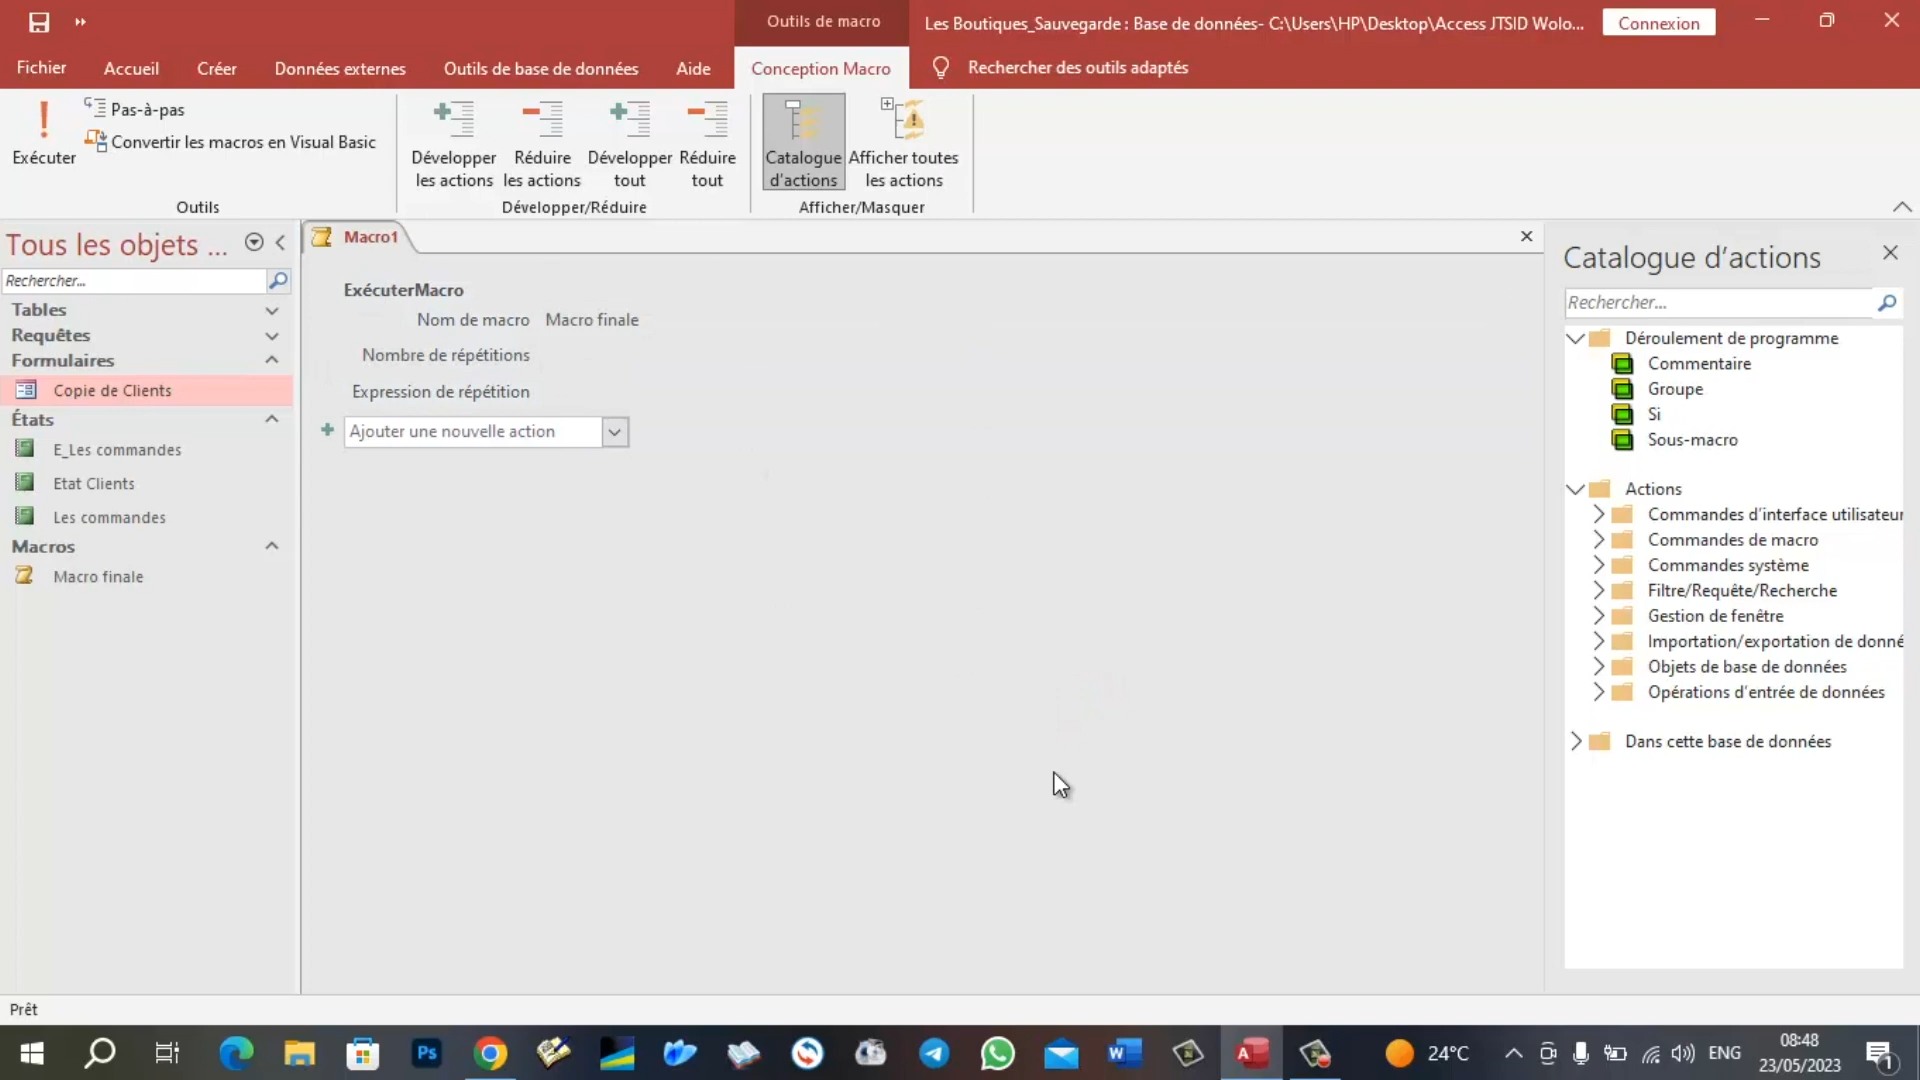 Outils de macro
Les Boutiques_Sauvegarde : Base de données- C:\Users\HP\Desktop\Access JTSID Wolo...
Connexion
Fichier
Accueil
Créer
Données externes
Outils de base de données
Aide
Conception Macro
Rechercher des outils adaptés
Exécuter
Pas-à-pas
Convertir les macros en Visual Basic
Outils
Développer
les actions
Réduire
les actions
Développer
tout
Réduire
tout
Développer/Réduire
Catalogue
d'actions
Afficher toutes
les actions
Afficher/Masquer
Tous les objets ...
Rechercher...
Tables
Requêtes
Formulaires
Copie de Clients
États
E_Les commandes
Etat Clients
Les commandes
Macros
Macro finale
Macro1
ExécuterMacro
Nom de macro Macro finale
Nombre de répétitions
Expression de répétition
Ajouter une nouvelle action
Catalogue d'actions
Rechercher...
Déroulement de programme
Commentaire
Groupe
Si
Sous-macro
Actions
Commandes d'interface utilisateur
Commandes de macro
Commandes système
Filtre/Requête/Recherche
Gestion de fenêtre
Importation/exportation de donné
Objets de base de données
Opérations d'entrée de données
Dans cette base de données
Prêt
Ps
W
A
24°C
ENG
08:48
23/05/2023
1